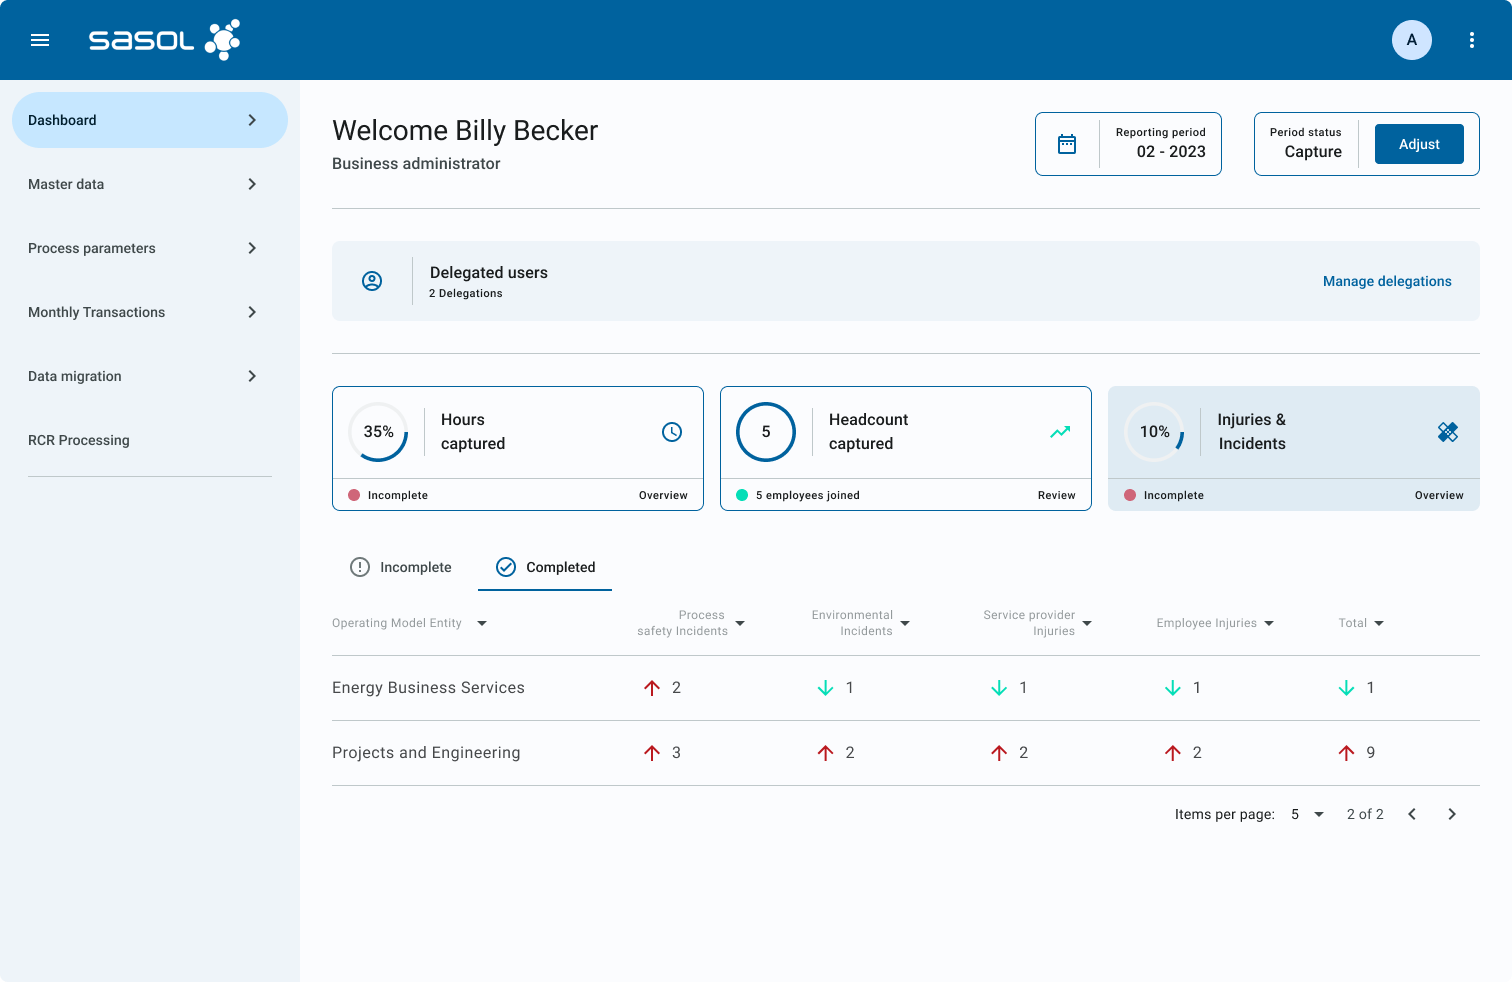 sasol
A
Dashboard
Master data
Process parameters
Monthly Transactions
Data migration
RCR Processing
Welcome Billy Becker
Business administrator
Reporting period
02 - 2023
Period status
Capture
Adjust
Delegated users
2 Delegations
Manage delegations
35%
Hours
captured
Incomplete
Overview
5
Headcount
captured
5 employees joined
Review
10%
Injuries &
Incidents
Incomplete
Overview
Incomplete
Completed
Operating Model Entity
Process
safety Incidents
Environmental
Incidents
Service provider
Injuries
Employee Injuries
Total
Energy Business Services 2 1 1 1 1
Projects and Engineering 3 2 2 2 9
Items per page: 5 2 of 2